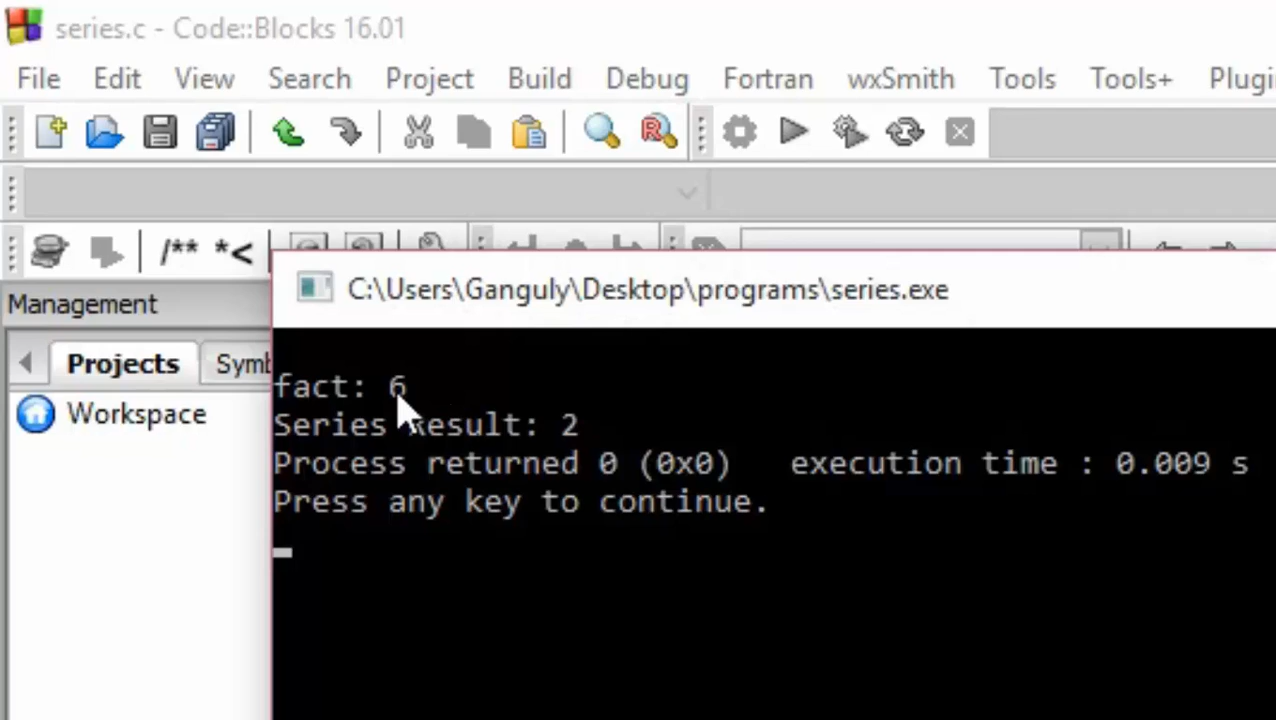 series.c - Code::Blocks 16.01
File Edit View Search Project Build Debug Fortran wxSmith Tools Tools+
/** *<
Management
C:\Users\Ganguly\Desktop\programs\series.exe
Projects
Workspace
fact: 6
Series Result: 2
Process returned 0 (0x0)   execution time : 0.009 s
Press any key to continue.